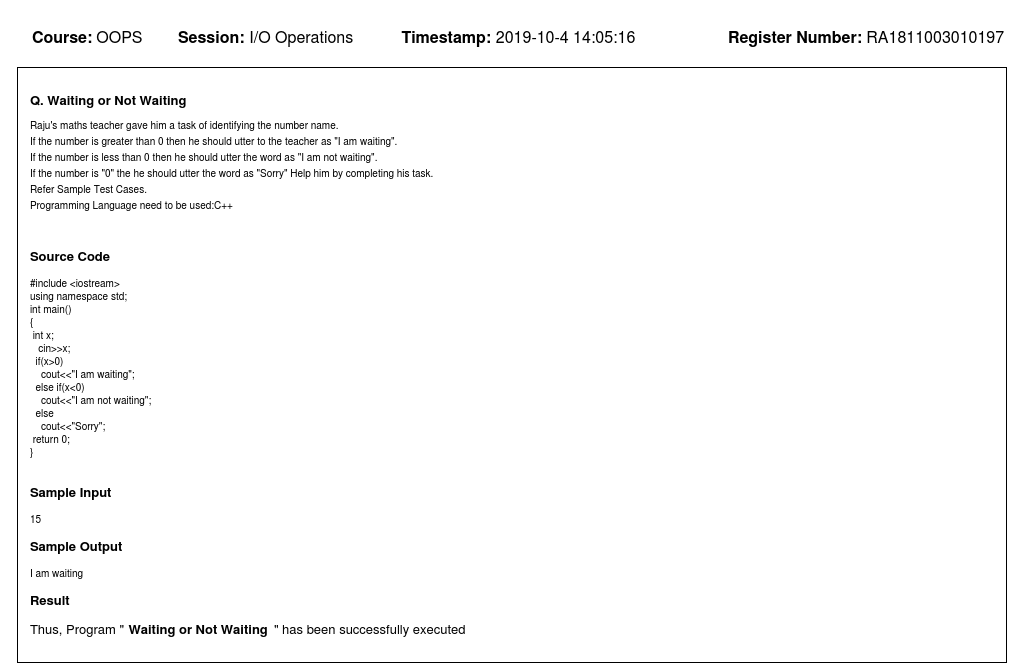 Course: OOPS Session: I/O Operations Timestamp: 2019-10-4 14:05:16 Register Number: RA1811003010197
Q. Waiting or Not Waiting
Raju's maths teacher gave him a task of identifying the number name.
If the number is greater than 0 then he should utter to the teacher as "I am waiting".
If the number is less than 0 then he should utter the word as "I am not waiting".
If the number is "0" the he should utter the word as "Sorry" Help him by completing his task.
Refer Sample Test Cases.
Programming Language need to be used:C++
Source Code
#include <iostream>
using namespace std;
int main()
{
 int x;
   cin>>x;
  if(x>0)
    cout<<"I am waiting";
  else if(x<0)
    cout<<"I am not waiting";
  else
    cout<<"Sorry";
 return 0;
}
Sample Input
15
Sample Output
I am waiting
Result
Thus, Program " Waiting or Not Waiting " has been successfully executed